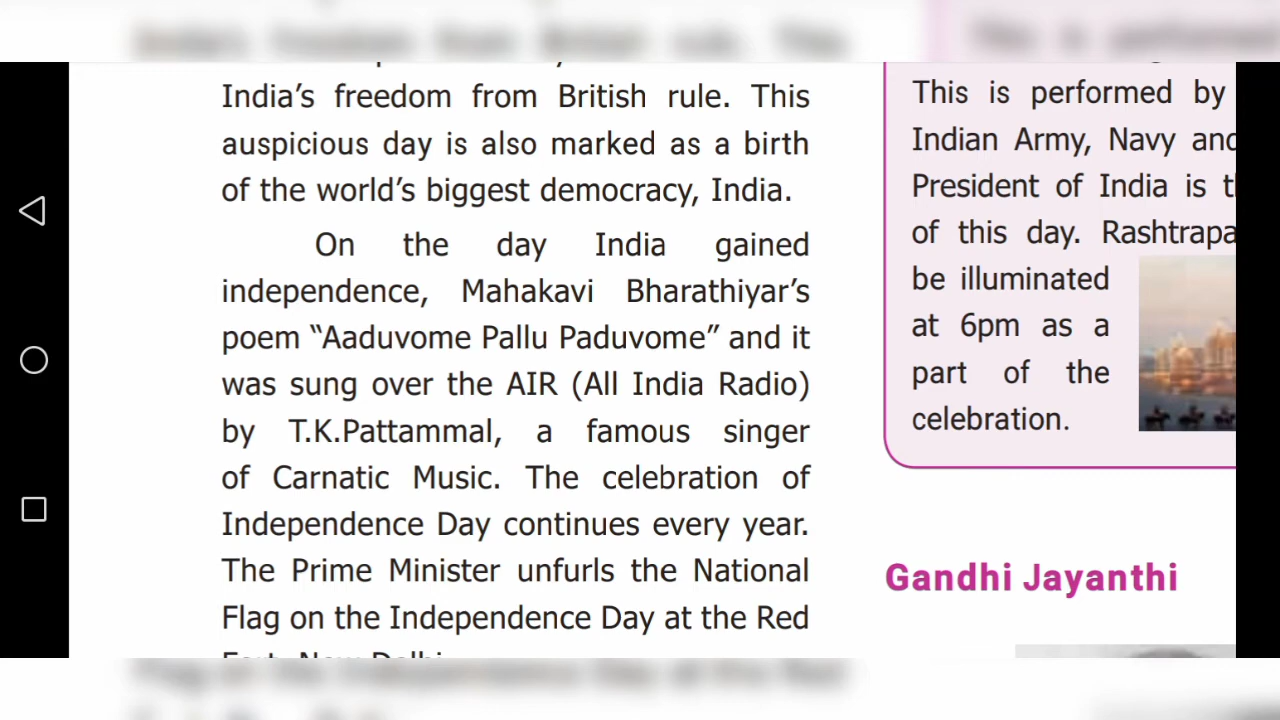 India's freedom from British rule. This
auspicious day is also marked as a birth
of the world's biggest democracy, India.
On the day India gained
independence, Mahakavi Bharathiyar's
poem “Aaduvome Pallu Paduvome” and it
was sung over the AIR (All India Radio)
by T.K.Pattammal, a famous singer
of Carnatic Music. The celebration of
Independence Day continues every year.
The Prime Minister unfurls the National
Flag on the Independence Day at the Red
This is performed by
Indian Army, Navy and
President of India is
of this day.
be illuminated
at 6pm as a
part of the
celebration.
Gandhi Jayanthi